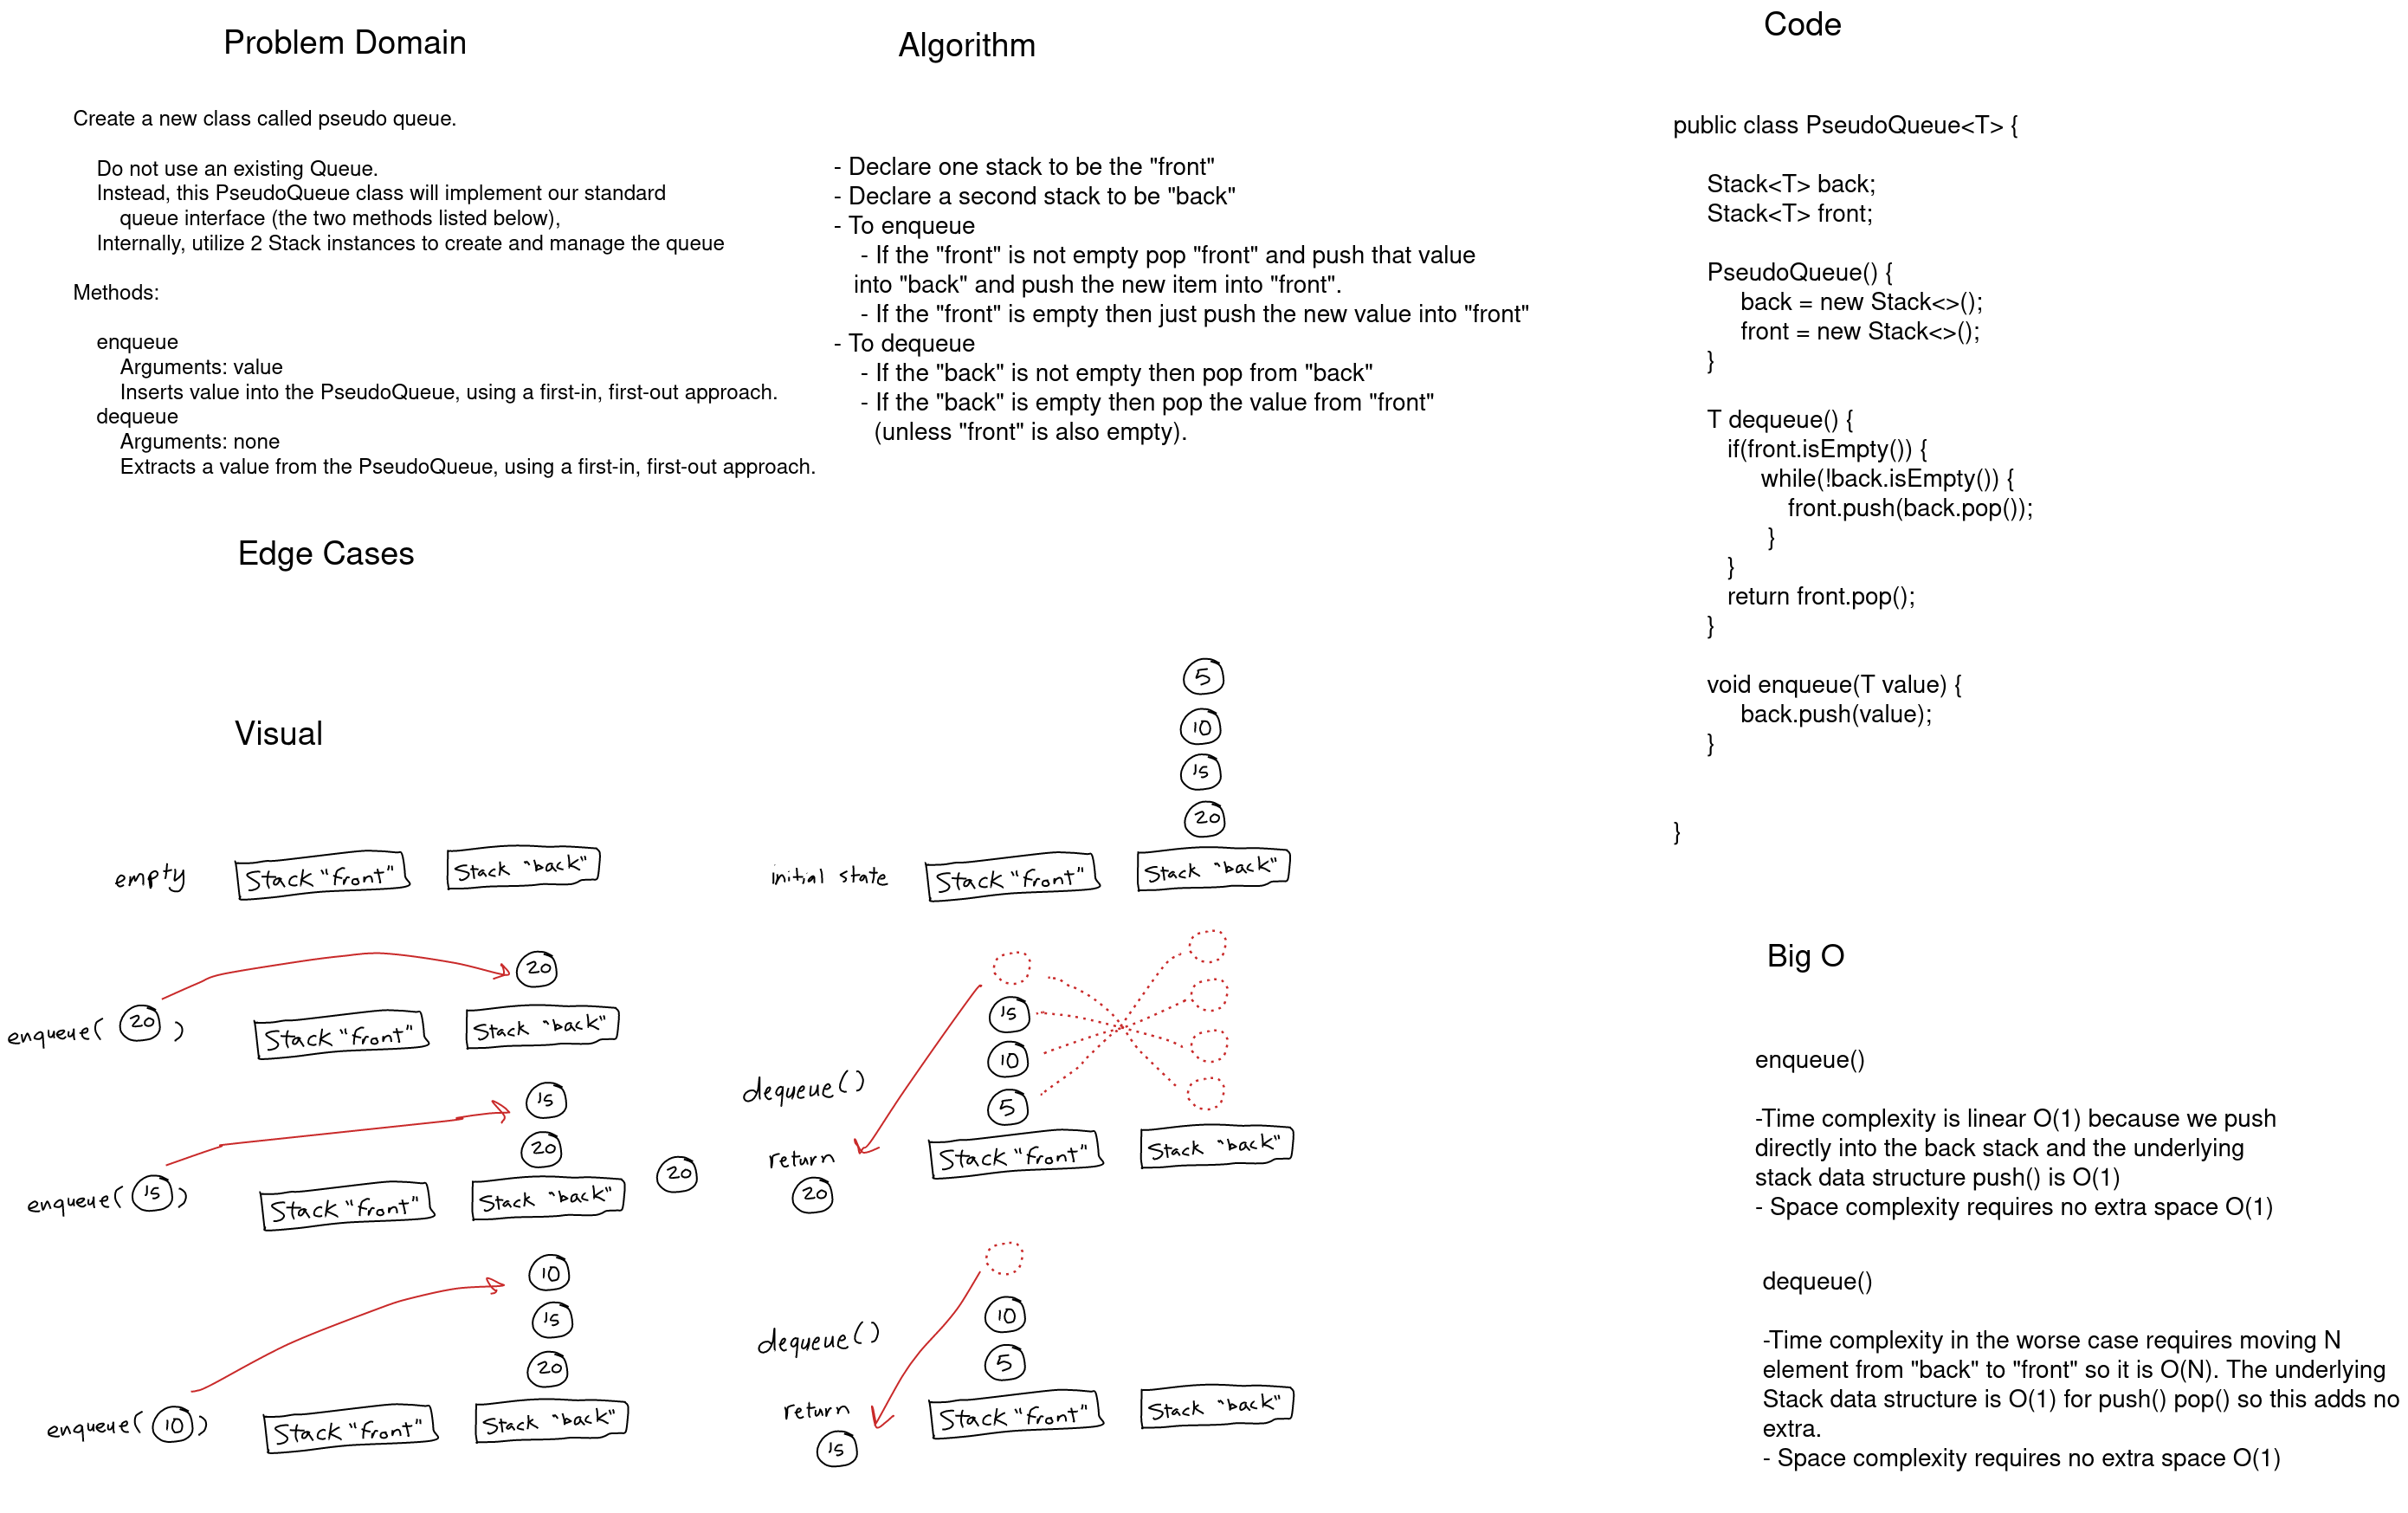 Problem Domain
Create a new class called pseudo queue.
Do not use an existing Queue.
Instead, this PseudoQueue class will implement our standard
queue interface (the two methods listed below),
Internally, utilize 2 Stack instances to create and manage the queue
Methods:
enqueue
Arguments: value
Inserts value into the PseudoQueue, using a first-in, first-out approach.
dequeue
Arguments: none
Extracts a value from the PseudoQueue, using a first-in, first-out approach.
Edge Cases
Algorithm
- Declare one stack to be the "front"
- Declare a second stack to be "back"
- To enqueue
- If the "front" is not empty pop "front" and push that value
into "back" and push the new item into "front".
- If the "front" is empty then just push the new value into "front"
- To dequeue
- If the "back" is not empty then pop from "back"
- If the "back" is empty then pop the value from "front"
(unless "front" is also empty).
Visual
empty Stack "front" Stack "back"
20
enqueue( 20 ) Stack "front" Stack "back"
15
20
enqueue( 15 ) Stack "front" Stack "back" 20
10
15
20
enqueue( 10 ) Stack "front" Stack "back"
5
10
15
20
initial state Stack "front" Stack "back"
15
10
dequeue()
5
Stack "front" Stack "back"
return
20
10
dequeue()
5
Stack "front" Stack "back"
return
15
Code
public class PseudoQueue<T> {
Stack<T> back;
Stack<T> front;
PseudoQueue() {
back = new Stack<>();
front = new Stack<>();
}
T dequeue() {
if(front.isEmpty()) {
while(!back.isEmpty()) {
front.push(back.pop());
}
}
return front.pop();
}
void enqueue(T value) {
back.push(value);
}
}
Big O
enqueue()
-Time complexity is linear O(1) because we push
directly into the back stack and the underlying
stack data structure push() is O(1)
- Space complexity requires no extra space O(1)
dequeue()
-Time complexity in the worse case requires moving N
element from "back" to "front" so it is O(N). The underlying
Stack data structure is O(1) for push() pop() so this adds no
extra.
- Space complexity requires no extra space O(1)